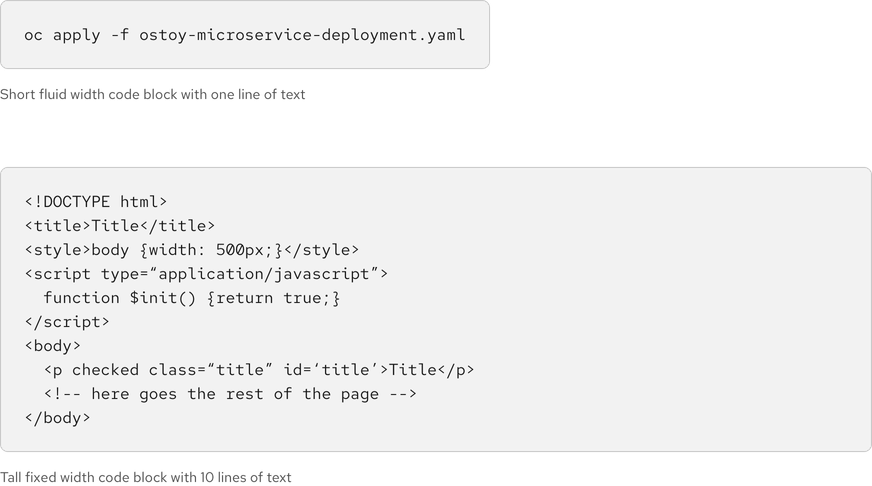 oc apply -f ostoy-microservice-deployment.yaml
Short fluid width code block with one line of text
<!DOCTYPE html>
<title>Title</title>
<style>body {width: 500px;}</style>
<script type=“application/javascript”>
  function $init() {return true;}
</script>
<body>
  <p checked class=“title” id=‘title’>Title</p>
  <!-- here goes the rest of the page -->
</body>
Tall fixed width code block with 10 lines of text